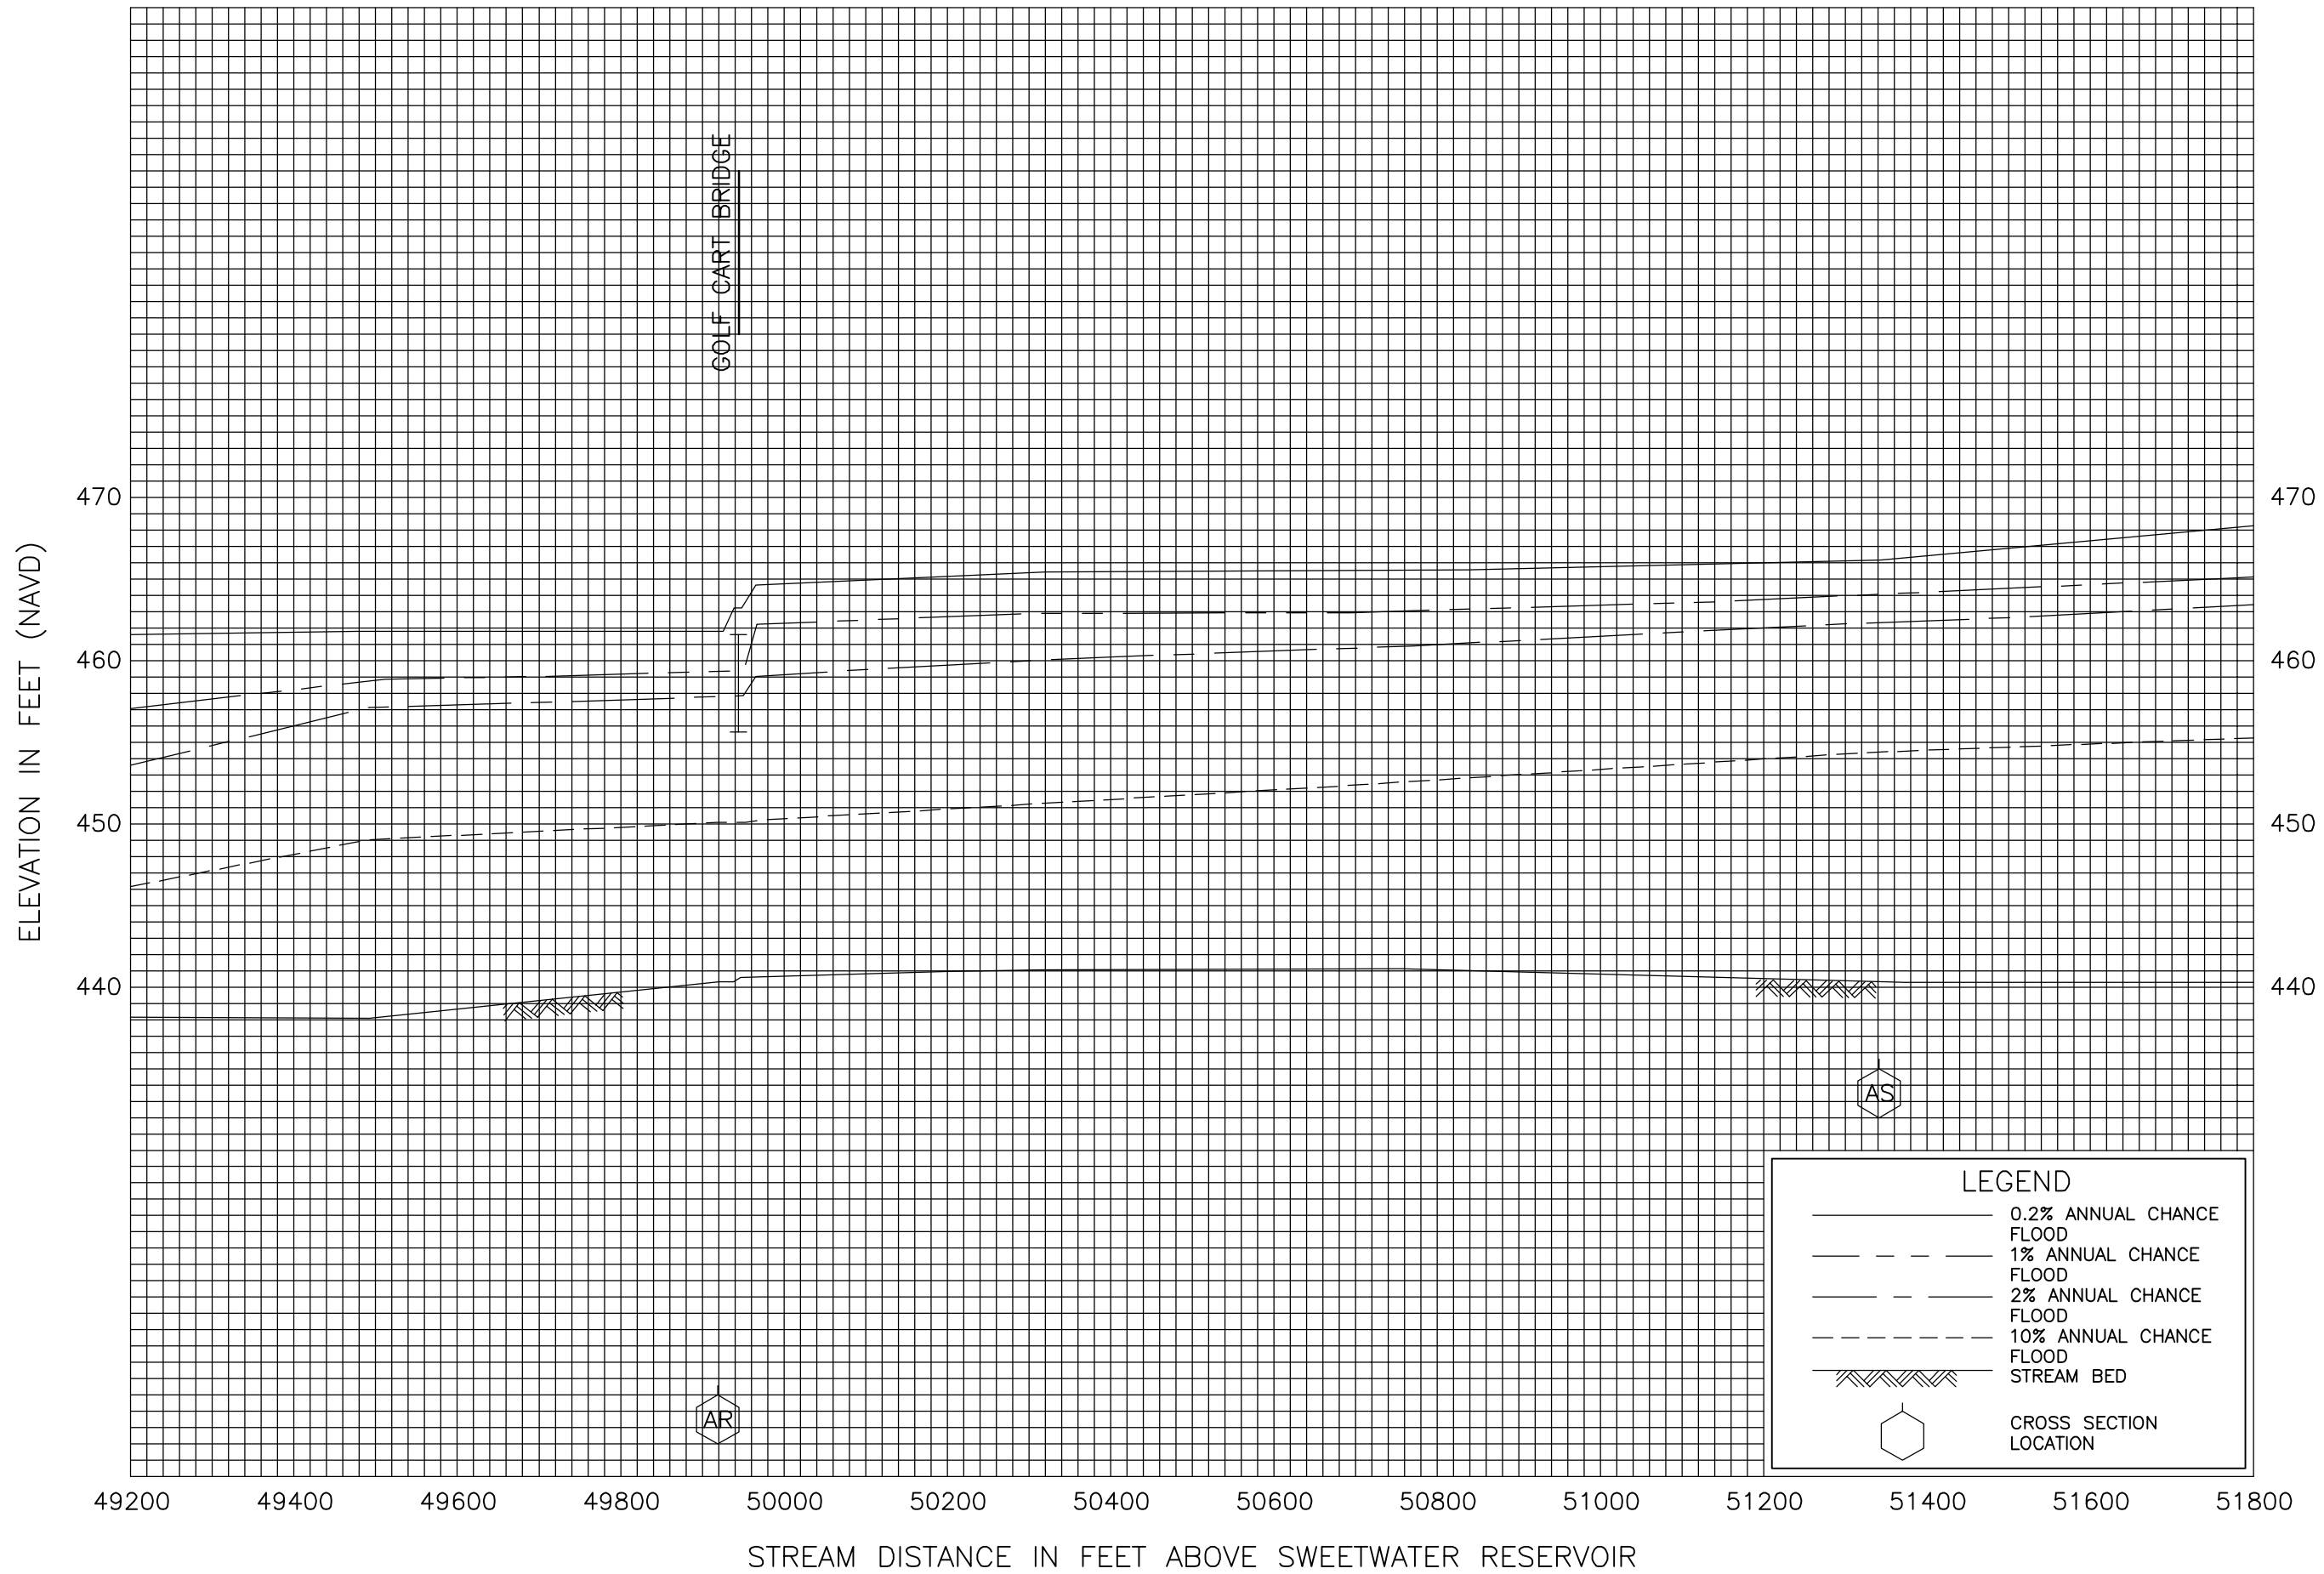 GOLF CART BRIDGE
ELEVATION IN FEET (NAVD)
470
470
460
460
450
450
440
440
AS
AR
LEGEND
0.2% ANNUAL CHANCE
FLOOD
1% ANNUAL CHANCE
FLOOD
2% ANNUAL CHANCE
FLOOD
10% ANNUAL CHANCE
FLOOD
STREAM BED
CROSS SECTION
LOCATION
49200 49400 49600 49800 50000 50200 50400 50600 50800 51000 51200 51400 51600 51800
STREAM DISTANCE IN FEET ABOVE SWEETWATER RESERVOIR